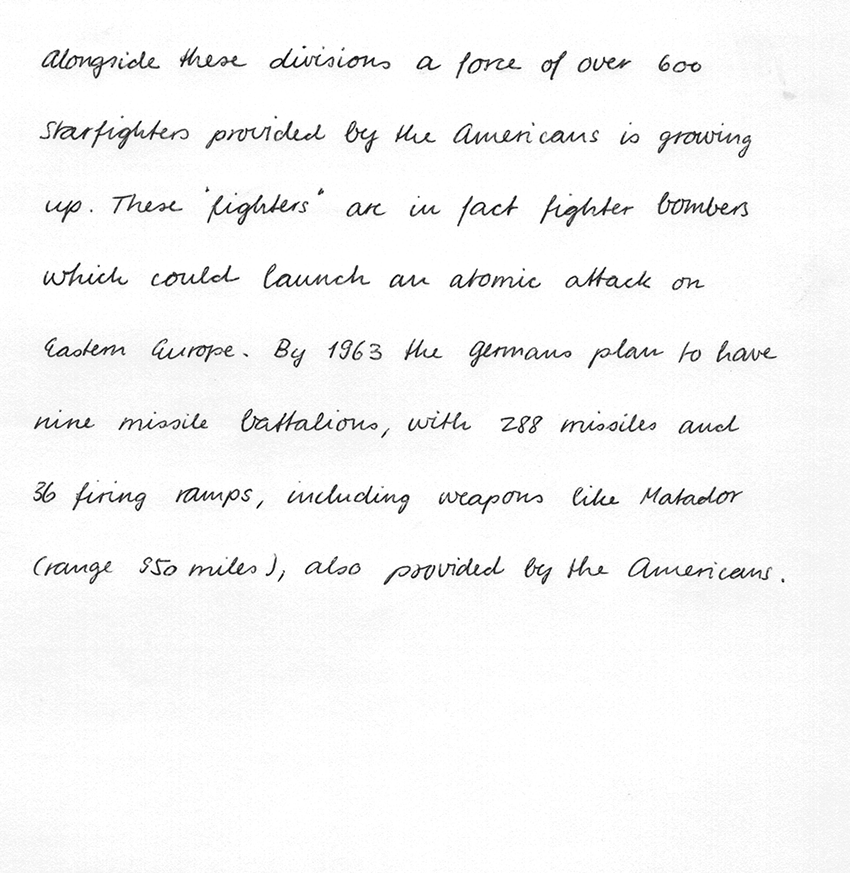 Alongside these divisions a force of over 600
Starfighters provided by the Americans is growing
up. These "fighters" are in fact fighter bombers
which could launch an atomic attack on
Eastern Europe. By 1963 the Germans plan to have
nine missile battalions, with 288 missiles and
36 firing ramps, including weapons like Matador
(range 550 miles), also provided by the Americans.